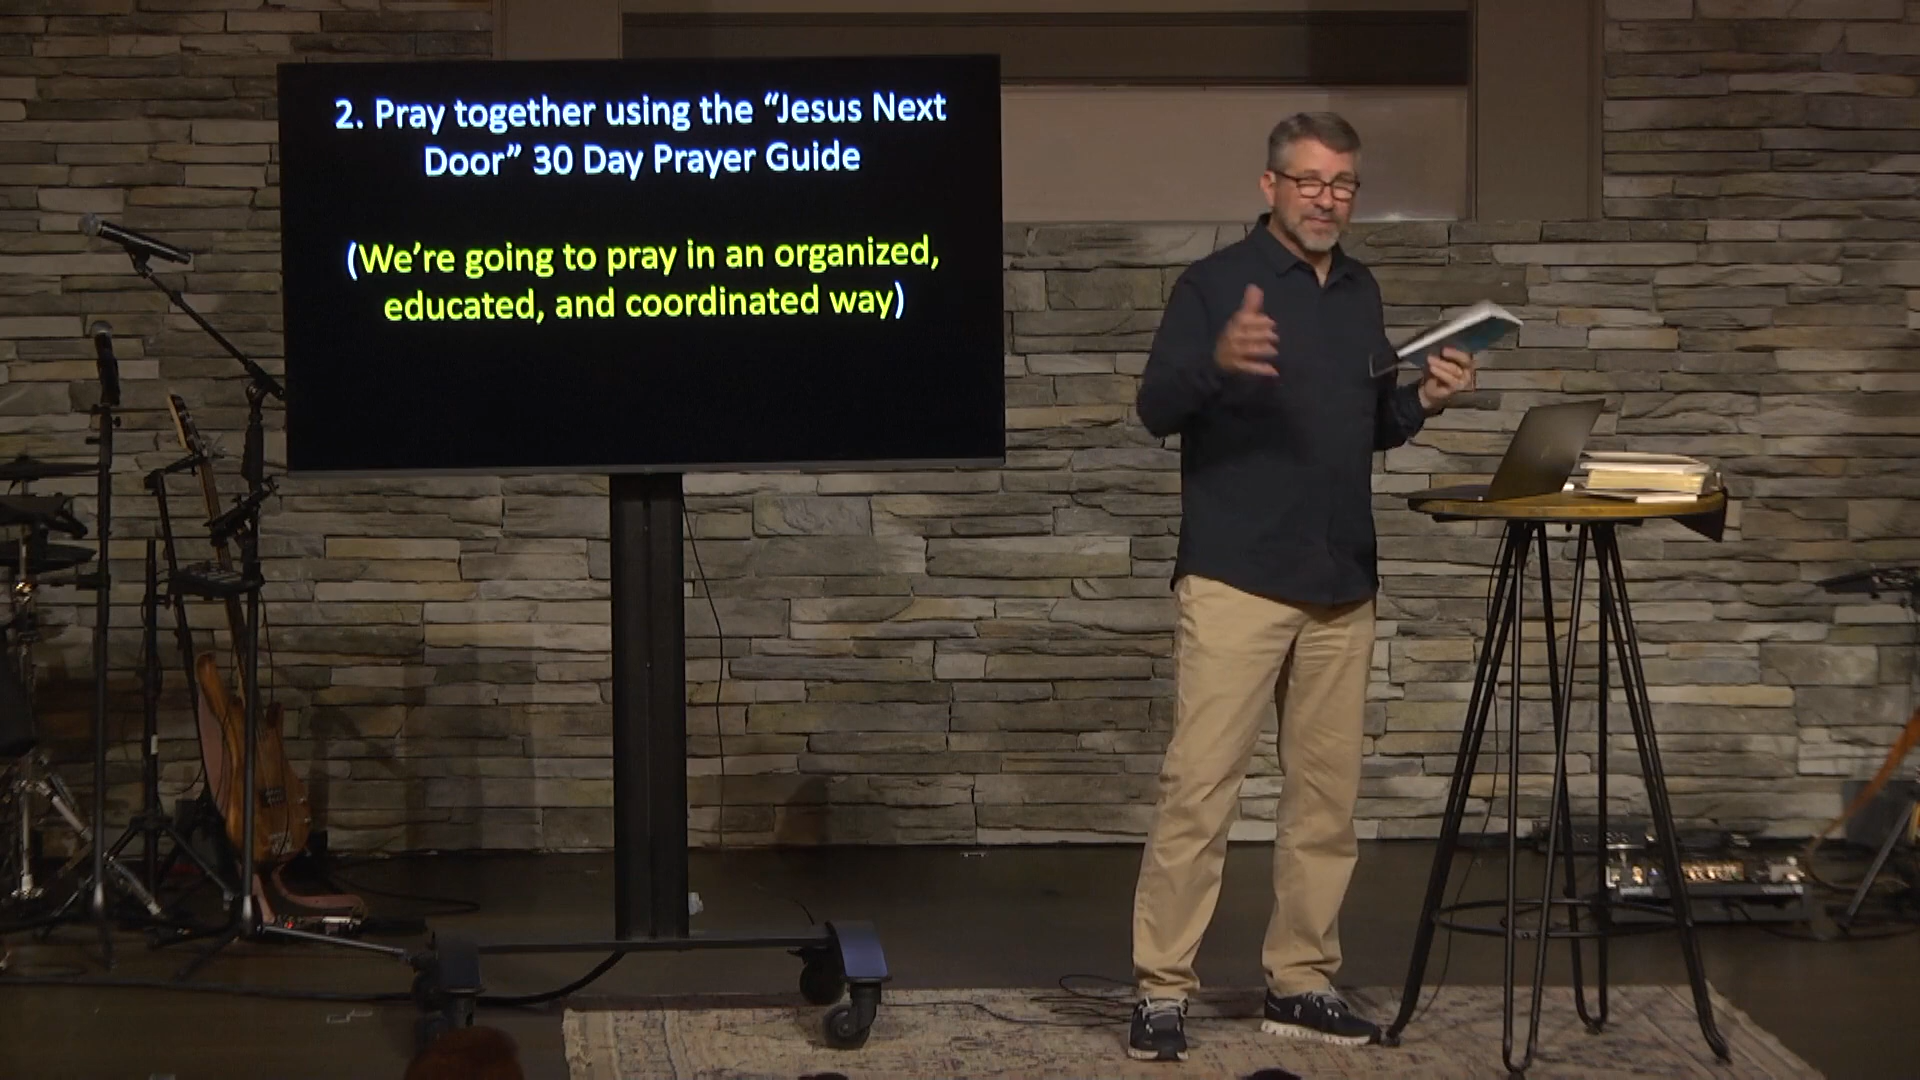 2. Pray together using the “Jesus Next
Door” 30 Day Prayer Guide
(We’re going to pray in an organized,
educated, and coordinated way)